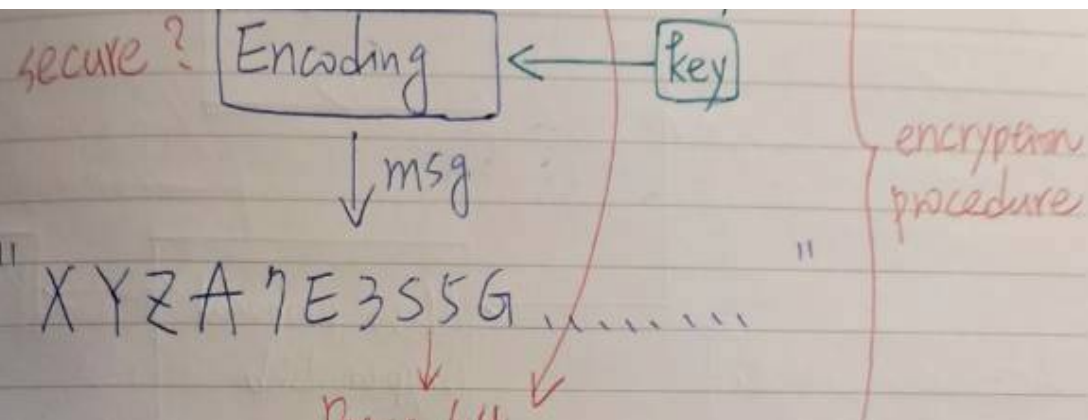 secure ?
Encoding
key
msg
encryption
procedure
" XYZA7E3S5G ......... "